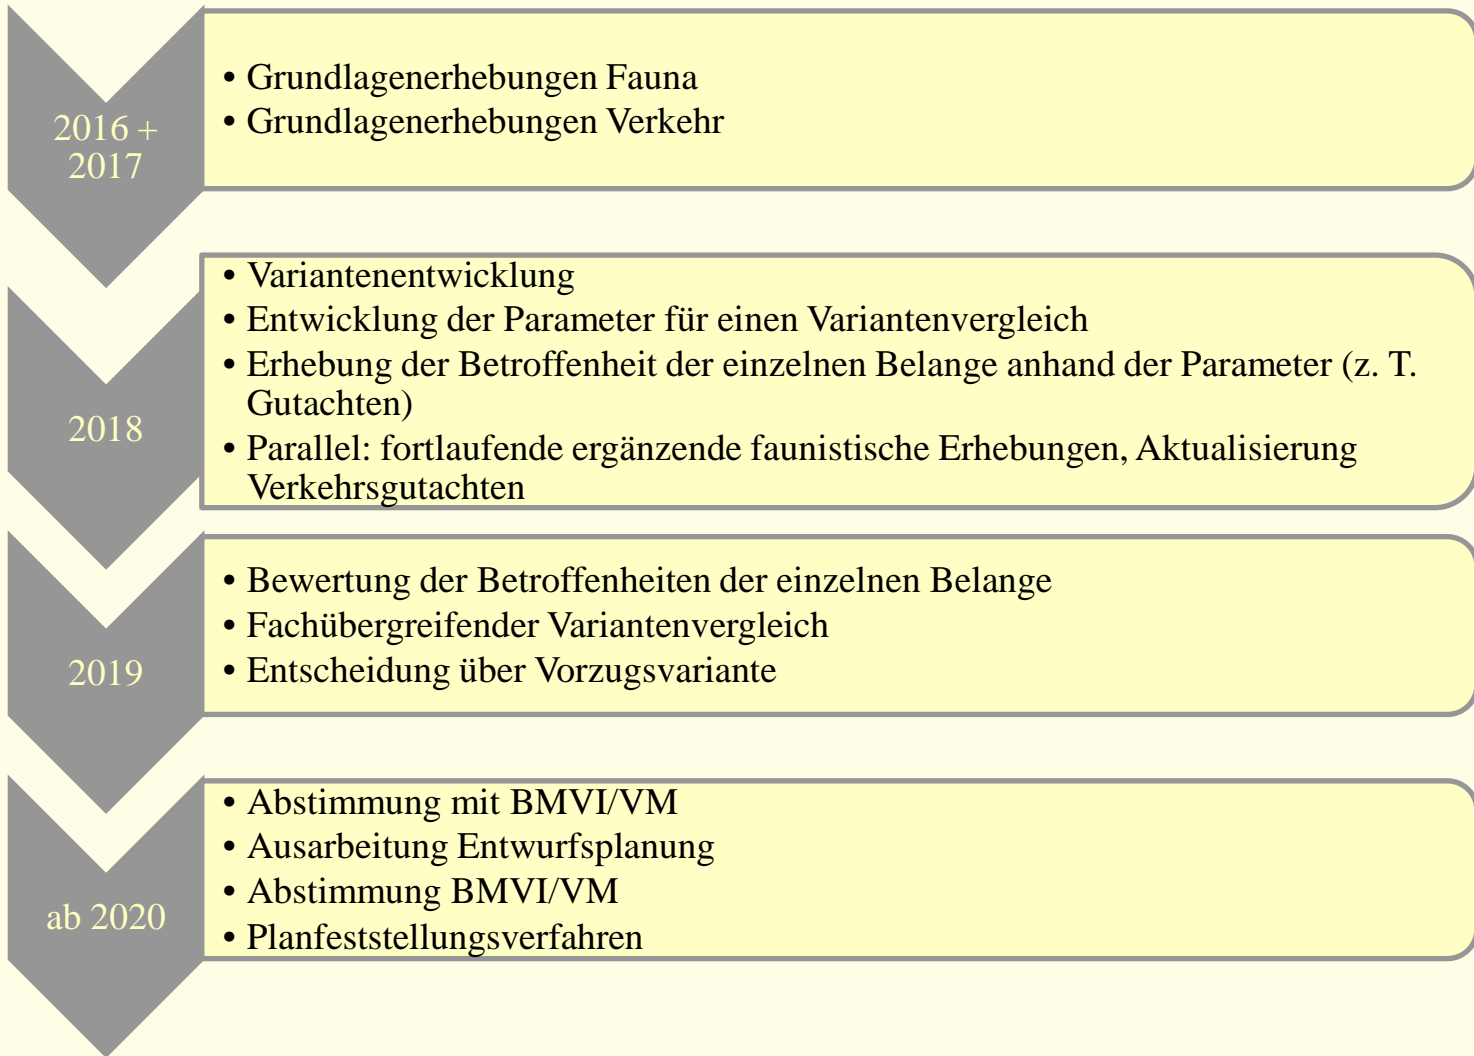 2016 +
2017
• Grundlagenerhebungen Fauna
• Grundlagenerhebungen Verkehr
2018
• Variantenentwicklung
• Entwicklung der Parameter für einen Variantenvergleich
• Erhebung der Betroffenheit der einzelnen Belange anhand der Parameter (z. T.
Gutachten)
• Parallel: fortlaufende ergänzende faunistische Erhebungen, Aktualisierung
Verkehrsgutachten
2019
• Bewertung der Betroffenheiten der einzelnen Belange
• Fachübergreifender Variantenvergleich
• Entscheidung über Vorzugsvariante
ab 2020
• Abstimmung mit BMVI/VM
• Ausarbeitung Entwurfsplanung
• Abstimmung BMVI/VM
• Planfeststellungsverfahren